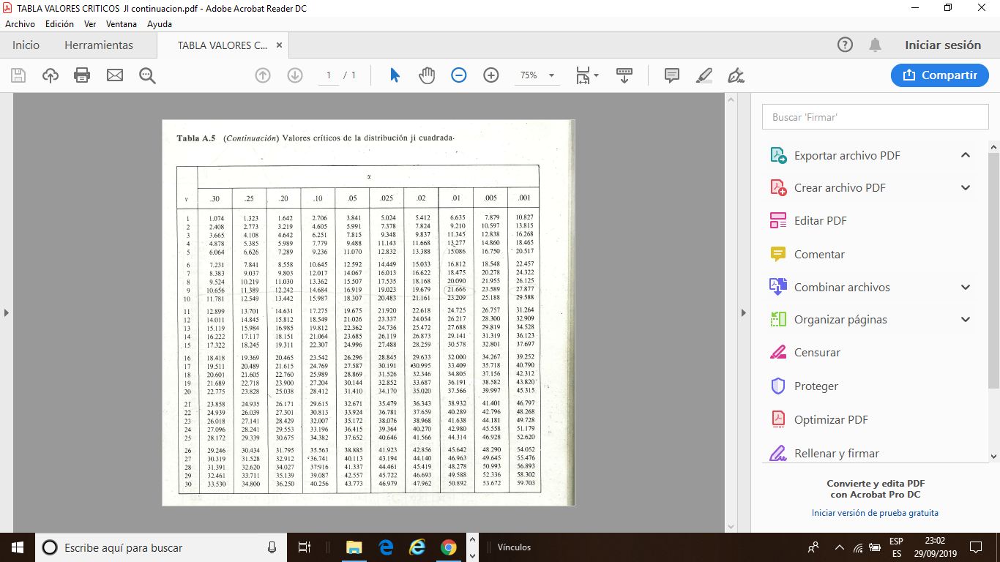 TABLA VALORES CRITICOS JI continuacion.pdf - Adobe Acrobat Reader DC
Archivo Edición Ver Ventana Ayuda
Inicio Herramientas TABLA VALORES C... × Iniciar sesión
1 / 1 75% Compartir
Tabla A.5 (Continuación) Valores críticos de la distribución ji cuadrada.
α
ν .30 .25 .20 .10 .05 .025 .02 .01 .005 .001
1 1.074 1.323 1.642 2.706 3.841 5.024 5.412 6.635 7.879 10.827
2 2.408 2.773 3.219 4.605 5.991 7.378 7.824 9.210 10.597 13.815
3 3.665 4.108 4.642 6.251 7.815 9.348 9.837 11.345 12.838 16.268
4 4.878 5.385 5.989 7.779 9.488 11.143 11.668 13.277 14.860 18.465
5 6.064 6.626 7.289 9.236 11.070 12.832 13.388 15.086 16.750 20.517
6 7.231 7.841 8.558 10.645 12.592 14.449 15.033 16.812 18.548 22.457
7 8.383 9.037 9.803 12.017 14.067 16.013 16.622 18.475 20.278 24.322
8 9.524 10.219 11.030 13.362 15.507 17.535 18.168 20.090 21.955 26.125
9 10.656 11.389 12.242 14.684 16.919 19.023 19.679 21.666 23.589 27.877
10 11.781 12.549 13.442 15.987 18.307 20.483 21.161 23.209 25.188 29.588
11 12.899 13.701 14.631 17.275 19.675 21.920 22.618 24.725 26.757 31.264
12 14.011 14.845 15.812 18.549 21.026 23.337 24.054 26.217 28.300 32.909
13 15.119 15.984 16.985 19.812 22.362 24.736 25.472 27.688 29.819 34.528
14 16.222 17.117 18.151 21.064 23.685 26.119 26.873 29.141 31.319 36.123
15 17.322 18.245 19.311 22.307 24.996 27.488 28.259 30.578 32.801 37.697
16 18.418 19.369 20.465 23.542 26.296 28.845 29.633 32.000 34.267 39.252
17 19.511 20.489 21.615 24.769 27.587 30.191 30.995 33.409 35.718 40.790
18 20.601 21.605 22.760 25.989 28.869 31.526 32.346 34.805 37.156 42.312
19 21.689 22.718 23.900 27.204 30.144 32.852 33.687 36.191 38.582 43.820
20 22.775 23.828 25.038 28.412 31.410 34.170 35.020 37.566 39.997 45.315
21 23.858 24.935 26.171 29.615 32.671 35.479 36.343 38.932 41.401 46.797
22 24.939 26.039 27.301 30.813 33.924 36.781 37.659 40.289 42.796 48.268
23 26.018 27.141 28.429 32.007 35.172 38.076 38.968 41.638 44.181 49.728
24 27.096 28.241 29.553 33.196 36.415 39.364 40.270 42.980 45.558 51.179
25 28.172 29.339 30.675 34.382 37.652 40.646 41.566 44.314 46.928 52.620
26 29.246 30.434 31.795 35.563 38.885 41.923 42.856 45.642 48.290 54.052
27 30.319 31.528 32.912 36.741 40.113 43.194 44.140 46.963 49.645 55.476
28 31.391 32.620 34.027 37.916 41.337 44.461 45.419 48.278 50.993 56.893
29 32.461 33.711 35.139 39.087 42.557 45.722 46.693 49.588 52.336 58.302
30 33.530 34.800 36.250 40.256 43.773 46.979 47.962 50.892 53.672 59.703
Buscar 'Firmar'
Exportar archivo PDF
Crear archivo PDF
Editar PDF
Comentar
Combinar archivos
Organizar páginas
Censurar
Proteger
Optimizar PDF
Rellenar y firmar
Convierte y edita PDF
con Acrobat Pro DC
Iniciar versión de prueba gratuita
Escribe aquí para buscar
Vínculos
ESP
ES
23:02
29/09/2019